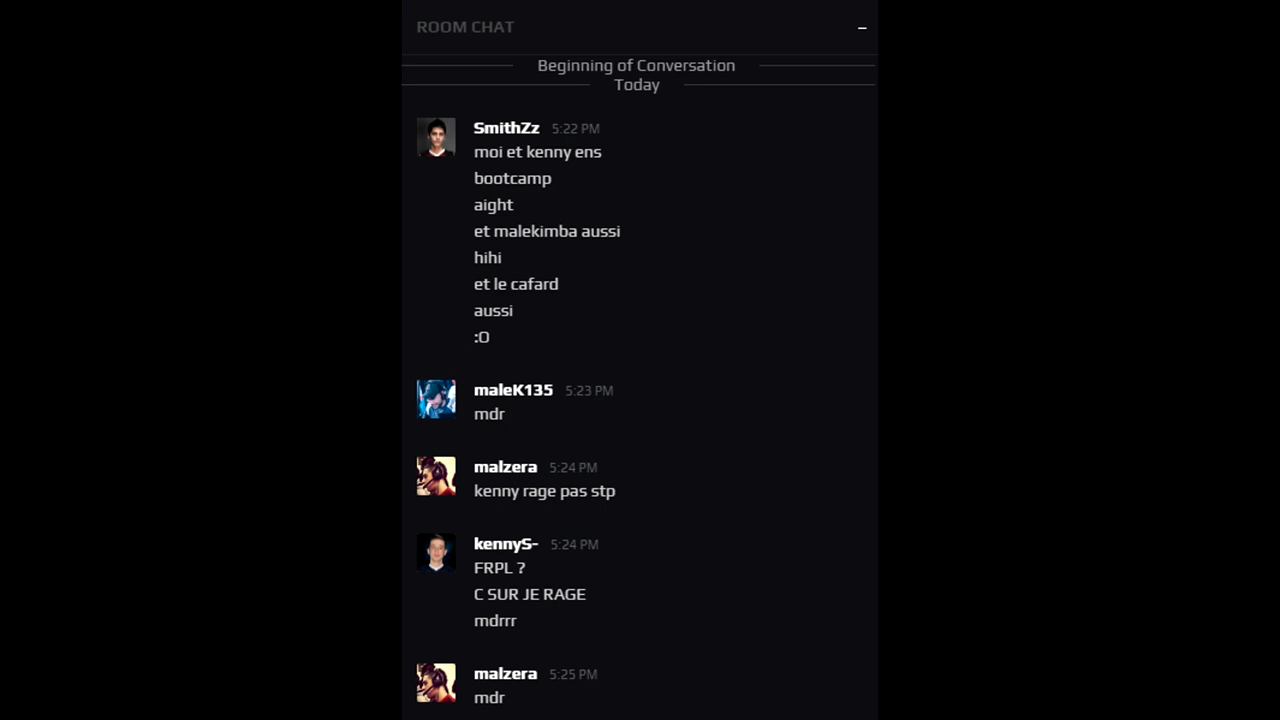 ROOM CHAT
Beginning of Conversation
Today
SmithZz 5:22 PM
moi et kenny ens
bootcamp
aight
et malekimba aussi
hihi
et le cafard
aussi
:O
maleK135 5:23 PM
mdr
malzera 5:24 PM
kenny rage pas stp
kennyS- 5:24 PM
FRPL ?
C SUR JE RAGE
mdrrr
malzera 5:25 PM
mdr